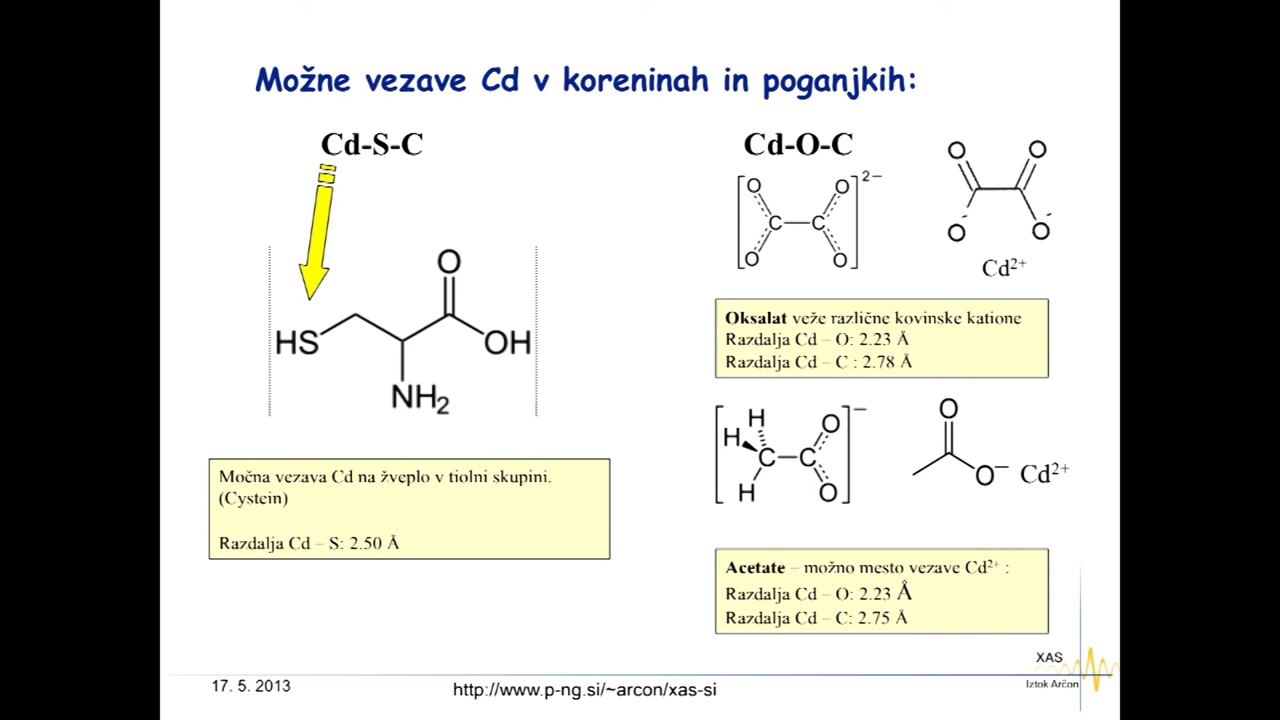 Možne vezave Cd v koreninah in poganjkih:
Cd-S-C
HS
O
OH
NH2
Močna vezava Cd na žveplo v tiolni skupini.
(Cystein)
Razdalja Cd – S: 2.50 Å
Cd-O-C
O O 2–
C C
O O
O O
O- O-
Cd2+
Oksalat veže različne kovinske katione
Razdalja Cd – O: 2.23 Å
Razdalja Cd – C : 2.78 Å
H O –
H C C
H O
O
O– Cd2+
Acetate – možno mesto vezave Cd2+ :
Razdalja Cd – O: 2.23 Å
Razdalja Cd – C: 2.75 Å
17. 5. 2013
http://www.p-ng.si/~arcon/xas-si
XAS
Iztok Arčon